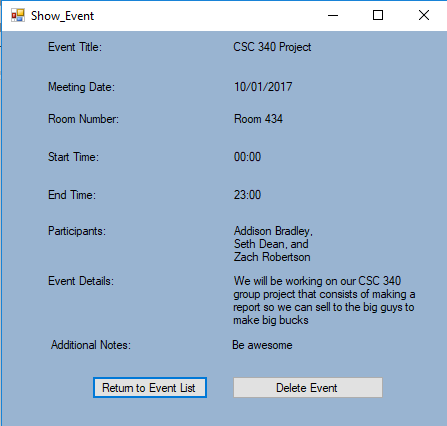 Show_Event
Event Title: CSC 340 Project
Meeting Date: 10/01/2017
Room Number: Room 434
Start Time: 00:00
End Time: 23:00
Participants: Addison Bradley,
Seth Dean, and
Zach Robertson
Event Details: We will be working on our CSC 340
group project that consists of making a
report so we can sell to the big guys to
make big bucks
Additional Notes: Be awesome
Return to Event List Delete Event